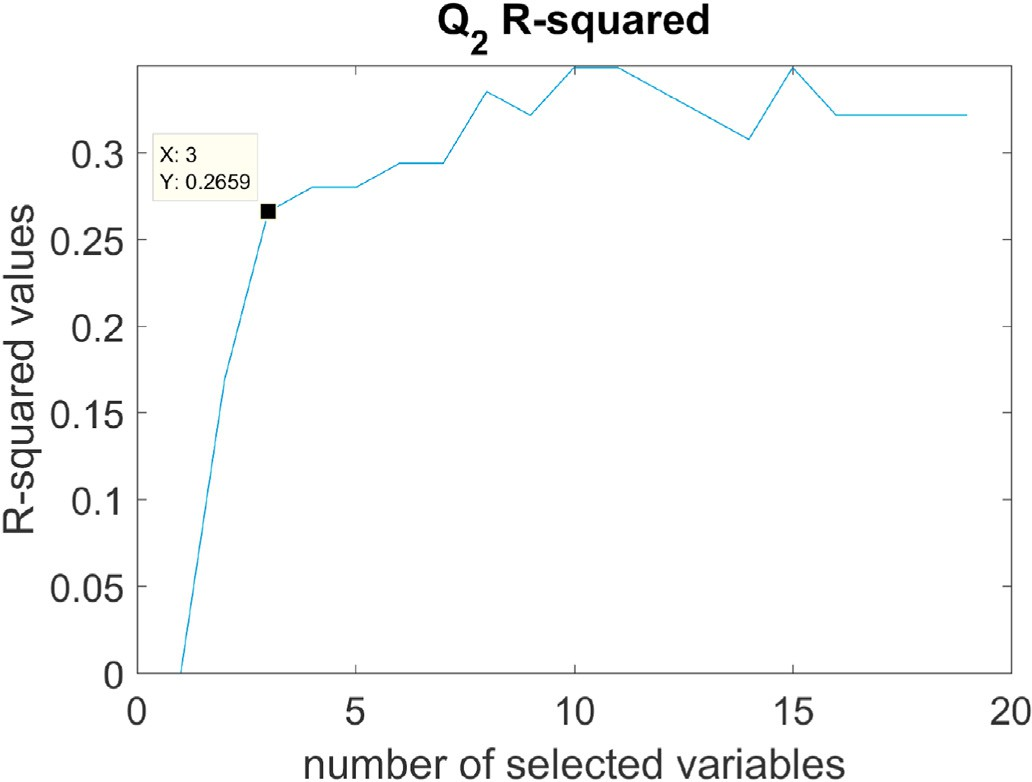 Q2 R-squared
X: 3
Y: 0.2659
R-squared values
0.3
0.25
0.2
0.15
0.1
0.05
0
0 5 10 15 20
number of selected variables